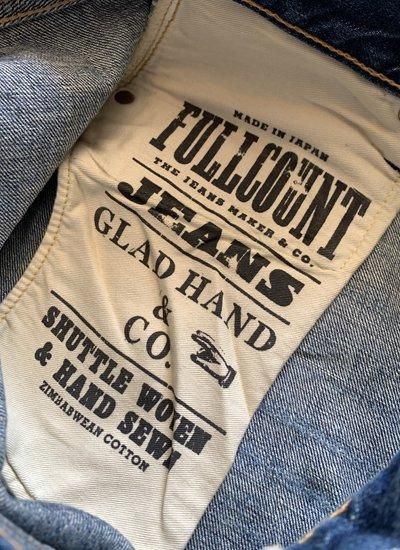 MADE IN JAPAN
FULLCOUNT
THE JEANS MAKER & CO.
JEANS
GLAD HAND
&
CO.
SHUTTLE WOVEN
& HAND SEWN
ZIMBABWEAN COTTON